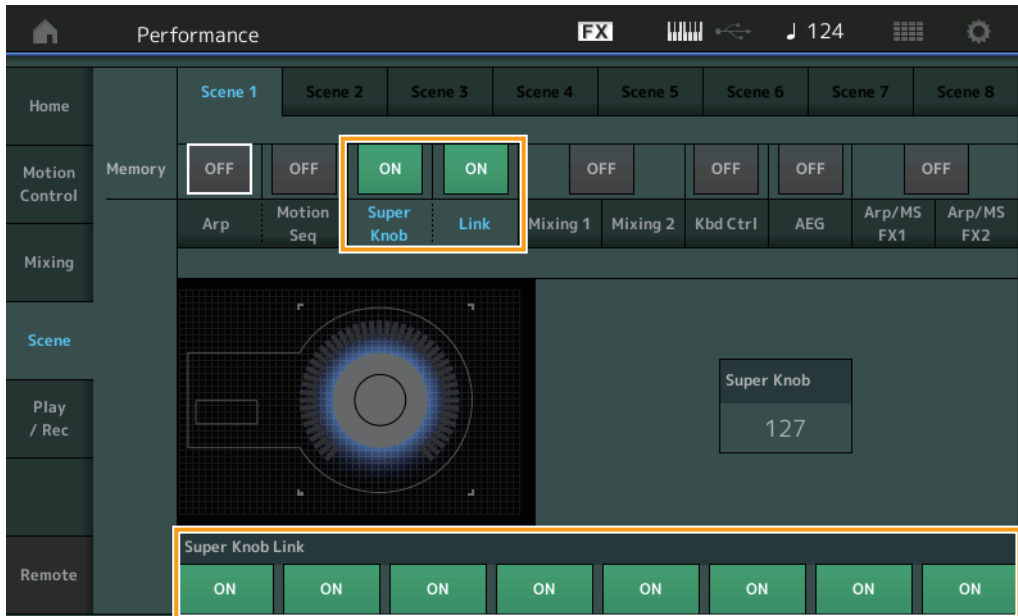 Performance FX 124
Scene 1 Scene 2 Scene 3 Scene 4 Scene 5 Scene 6 Scene 7 Scene 8
Home
Motion
Control
Mixing
Scene
Play
/ Rec
Remote
Memory OFF OFF ON ON OFF OFF OFF OFF
Arp Motion
Seq Super
Knob Link Mixing 1 Mixing 2 Kbd Ctrl AEG Arp/MS
FX1 Arp/MS
FX2
Super Knob
127
Super Knob Link
ON ON ON ON ON ON ON ON